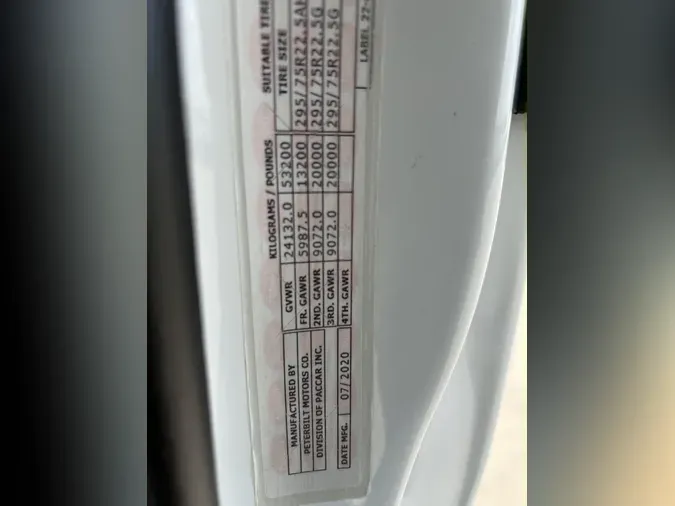 MANUFACTURED BY
PETERBILT MOTORS CO.
DIVISION OF PACCAR INC.
DATE MFG. 07/2020
KILOGRAMS / POUNDS
GVWR 24132.0 53200
FR. GAWR 5987.5 13200
2ND. GAWR 9072.0 20000
3RD. GAWR 9072.0 20000
4TH. GAWR
SUITABLE TIRE
TIRE SIZE
295/75R22.5AH
295/75R22.5G
295/75R22.5G
LABEL 22-